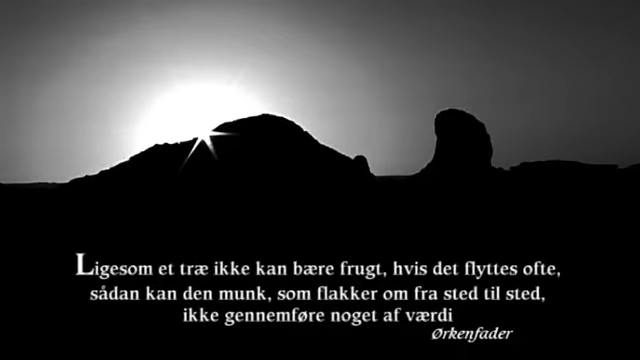 Ligesom et træ ikke kan bære frugt, hvis det flyttes ofte,
sådan kan den munk, som flakker om fra sted til sted,
ikke gennemføre noget af værdi
Ørkenfader